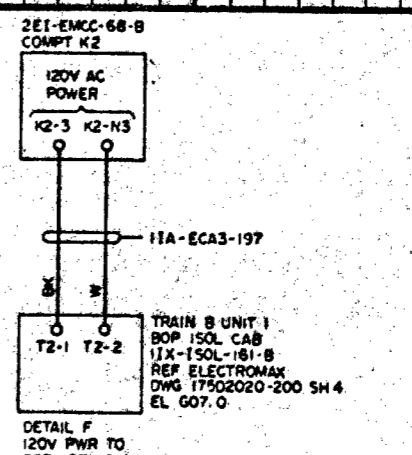 2EI-EMCC-6B-B
COMPT K2
120V AC
POWER
K2-3 K2-N3
1IA-ECA3-197
BK
W
T2-1 T2-2
TRAIN B UNIT 1
BOP ISOL CAB
1IX-ISOL-161-B
REF ELECTROMAX
DWG 17502020-200 SH 4
EL 607.0
DETAIL F
120V PWR TO